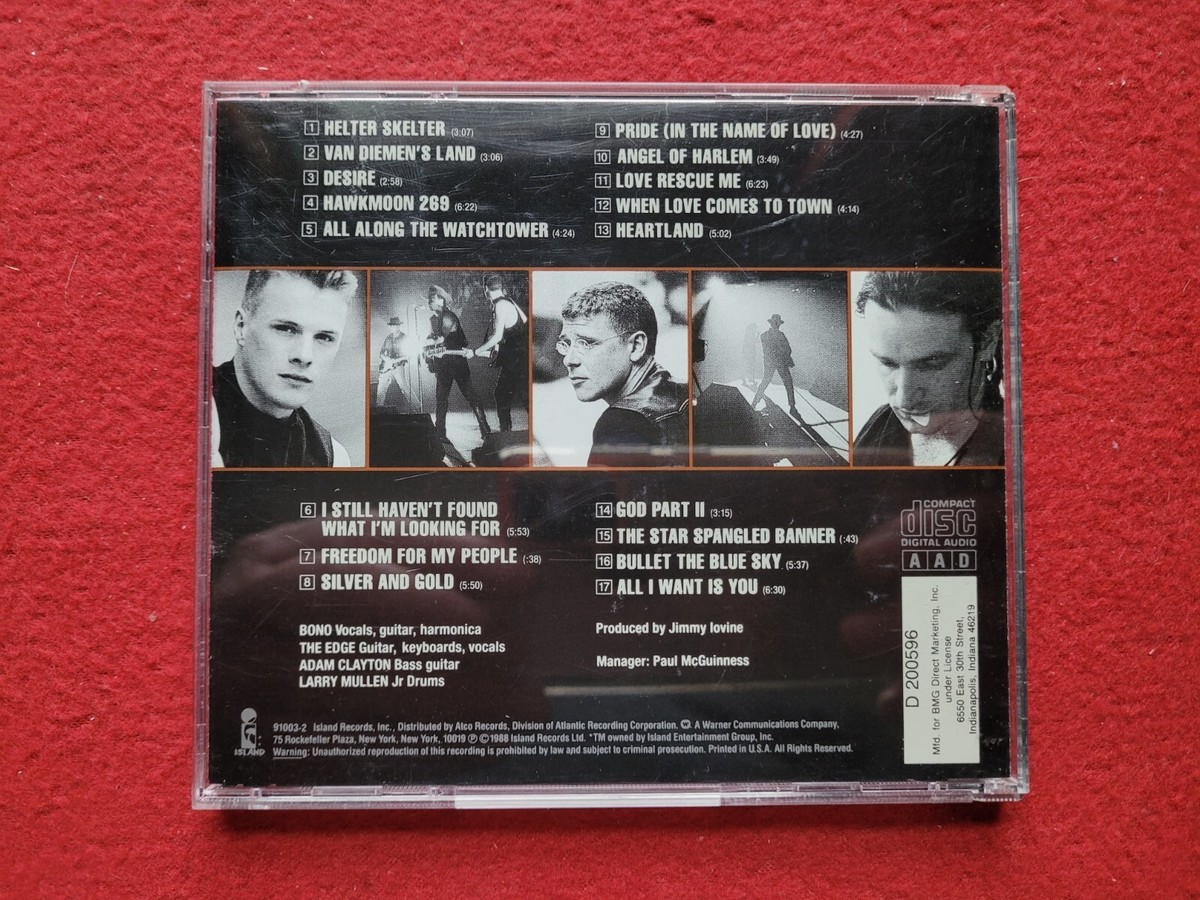 1 HELTER SKELTER (3:07)
2 VAN DIEMEN'S LAND (3:06)
3 DESIRE (2:58)
4 HAWKMOON 269 (6:22)
5 ALL ALONG THE WATCHTOWER (4:24)
9 PRIDE (IN THE NAME OF LOVE) (4:27)
10 ANGEL OF HARLEM (3:49)
11 LOVE RESCUE ME (6:23)
12 WHEN LOVE COMES TO TOWN (4:14)
13 HEARTLAND (5:02)
6 I STILL HAVEN'T FOUND
WHAT I'M LOOKING FOR (5:53)
7 FREEDOM FOR MY PEOPLE (:38)
8 SILVER AND GOLD (5:50)
14 GOD PART II (3:15)
15 THE STAR SPANGLED BANNER (:43)
16 BULLET THE BLUE SKY (5:37)
17 ALL I WANT IS YOU (6:30)
COMPACT
disc
DIGITAL AUDIO
A A D
BONO Vocals, guitar, harmonica
THE EDGE Guitar, keyboards, vocals
ADAM CLAYTON Bass guitar
LARRY MULLEN Jr Drums
Produced by Jimmy Iovine
Manager: Paul McGuinness
D 200596
Mfd. for BMG Direct Marketing, Inc.
under License
6550 East 30th Street,
Indianapolis, Indiana 46219
ISLAND
91003-2 Island Records, Inc., Distributed by Atco Records, Division of Atlantic Recording Corporation. A Warner Communications Company,
75 Rockefeller Plaza, New York, New York, 10019 ℗ © 1988 Island Records Ltd. *TM owned by Island Entertainment Group, Inc.
Warning: Unauthorized reproduction of this recording is prohibited by law and subject to criminal prosecution. Printed in U.S.A. All Rights Reserved.